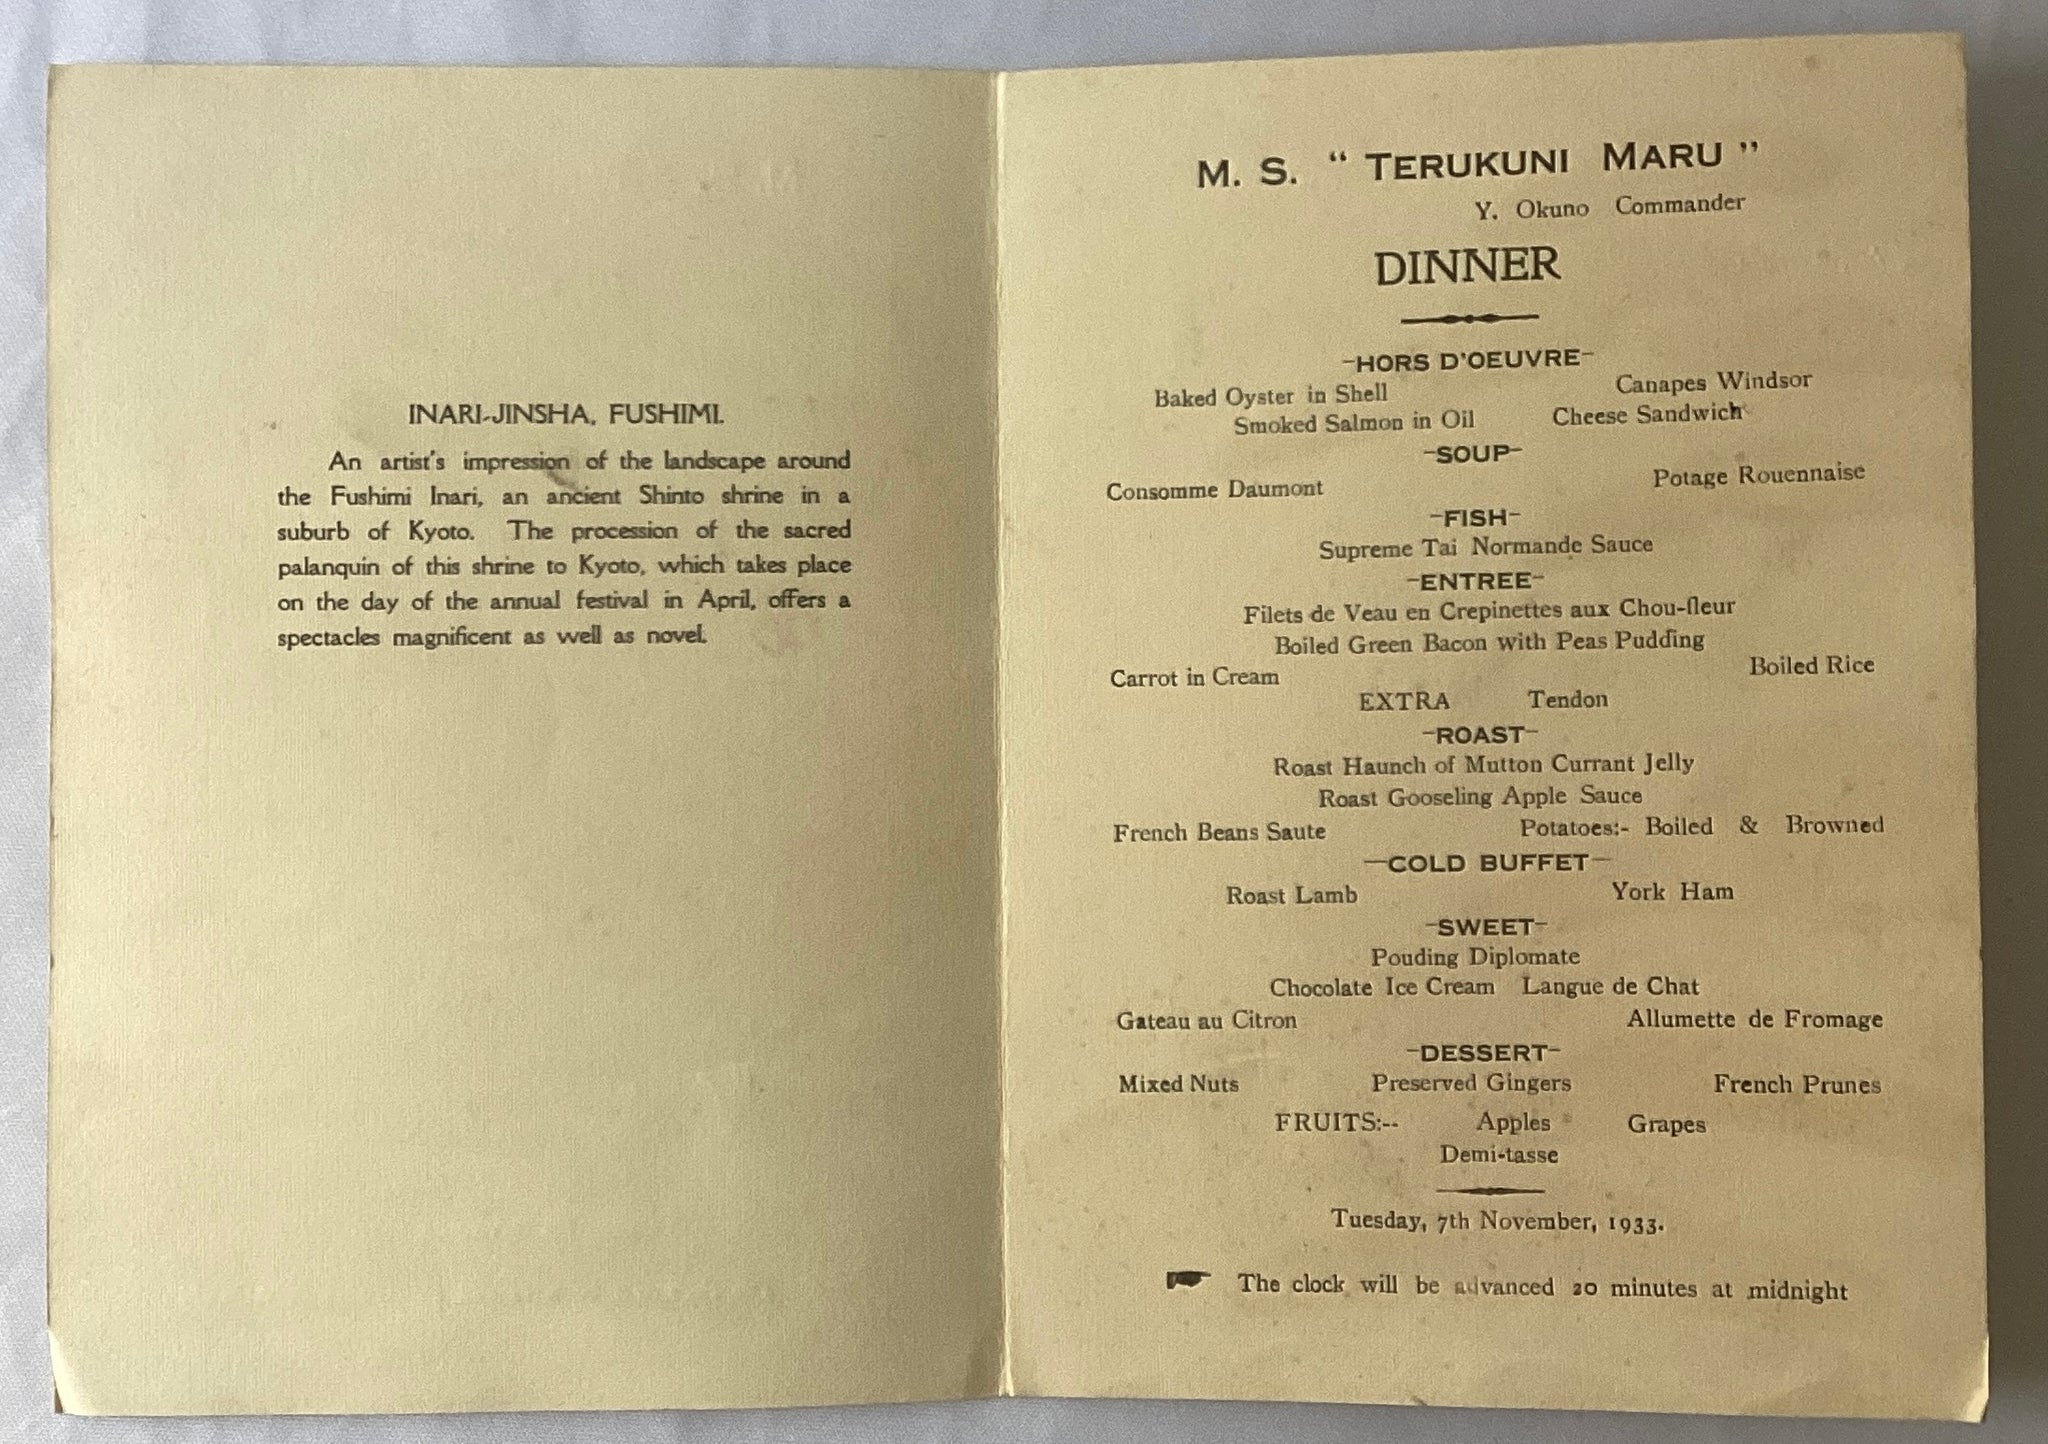 INARI-JINSHA, FUSHIMI.
An artist's impression of the landscape around
the Fushimi Inari, an ancient Shinto shrine in a
suburb of Kyoto. The procession of the sacred
palanquin of this shrine to Kyoto, which takes place
on the day of the annual festival in April, offers a
spectacles magnificent as well as novel.
M. S. " TERUKUNI MARU "
Y. Okuno Commander
DINNER
-HORS D'OEUVRE-
Baked Oyster in Shell Canapes Windsor
Smoked Salmon in Oil Cheese Sandwich
-SOUP-
Consomme Daumont Potage Rouennaise
-FISH-
Supreme Tai Normande Sauce
-ENTREE-
Filets de Veau en Crepinettes aux Chou-fleur
Boiled Green Bacon with Peas Pudding
Carrot in Cream Boiled Rice
EXTRA Tendon
-ROAST-
Roast Haunch of Mutton Currant Jelly
Roast Gooseling Apple Sauce
French Beans Saute Potatoes:- Boiled & Browned
-COLD BUFFET-
Roast Lamb York Ham
-SWEET-
Pouding Diplomate
Chocolate Ice Cream Langue de Chat
Gateau au Citron Allumette de Fromage
-DESSERT-
Mixed Nuts Preserved Gingers French Prunes
FRUITS:-- Apples Grapes
Demi-tasse
Tuesday, 7th November, 1933.
The clock will be advanced 20 minutes at midnight